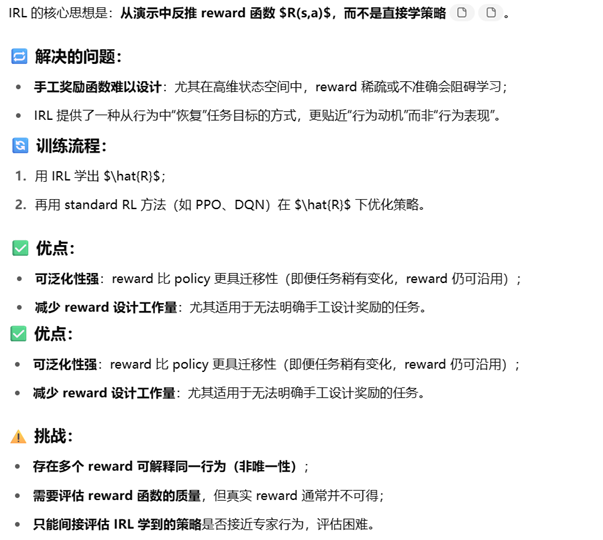 IRL 的核心思想是：从演示中反推 reward 函数 $R(s,a)$，而不是直接学策略 。
解决的问题：
• 手工奖励函数难以设计：尤其在高维状态空间中，reward 稀疏或不准确会阻碍学习；
• IRL 提供了一种从行为中“恢复”任务目标的方式，更贴近“行为动机”而非“行为表现”。
训练流程：
1. 用 IRL 学出 $\hat{R}$；
2. 再用 standard RL 方法（如 PPO、DQN）在 $\hat{R}$ 下优化策略。
优点：
• 可泛化性强：reward 比 policy 更具迁移性（即便任务稍有变化，reward 仍可沿用）；
• 减少 reward 设计工作量：尤其适用于无法明确手工设计奖励的任务。
优点：
• 可泛化性强：reward 比 policy 更具迁移性（即便任务稍有变化，reward 仍可沿用）；
• 减少 reward 设计工作量：尤其适用于无法明确手工设计奖励的任务。
挑战：
• 存在多个 reward 可解释同一行为（非唯一性）；
• 需要评估 reward 函数的质量，但真实 reward 通常并不可得；
• 只能间接评估 IRL 学到的策略是否接近专家行为，评估困难。